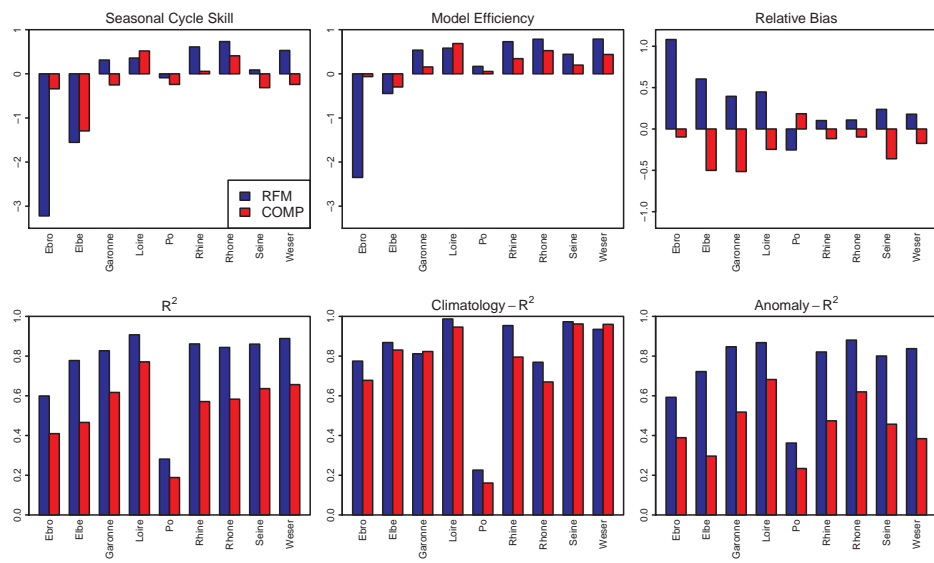 Seasonal Cycle Skill
1
0
−1
−2
−3
RFM
COMP
Ebro
Elbe
Garonne
Loire
Po
Rhine
Rhone
Seine
Weser
Model Efficiency
1
0
−1
−2
−3
Ebro
Elbe
Garonne
Loire
Po
Rhine
Rhone
Seine
Weser
Relative Bias
1.0
0.5
0.0
−0.5
−1.0
Ebro
Elbe
Garonne
Loire
Po
Rhine
Rhone
Seine
Weser
R²
1.0
0.8
0.6
0.4
0.2
0.0
Ebro
Elbe
Garonne
Loire
Po
Rhine
Rhone
Seine
Weser
Climatology − R²
1.0
0.8
0.6
0.4
0.2
0.0
Ebro
Elbe
Garonne
Loire
Po
Rhine
Rhone
Seine
Weser
Anomaly − R²
1.0
0.8
0.6
0.4
0.2
0.0
Ebro
Elbe
Garonne
Loire
Po
Rhine
Rhone
Seine
Weser